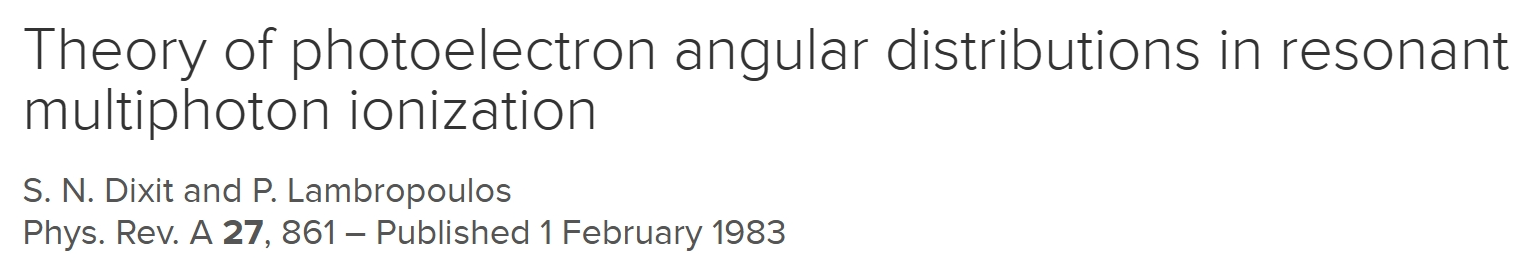 Theory of photoelectron angular distributions in resonant
multiphoton ionization
S. N. Dixit and P. Lambropoulos
Phys. Rev. A 27, 861 – Published 1 February 1983